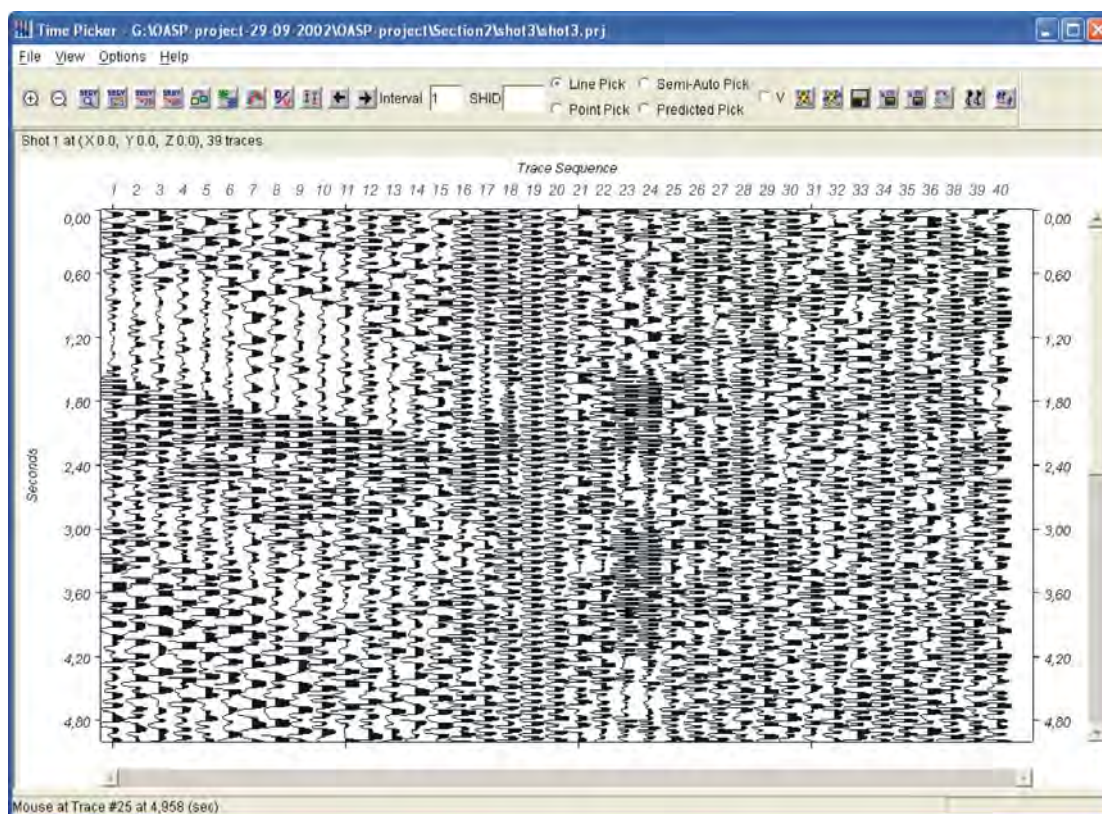 Time Picker - G:\OASP-project-29-09-2002\OASP-project\Section2\shot3\shot3.prj
File View Options Help
Interval 1 SHID Line Pick Semi-Auto Pick V
Point Pick Predicted Pick
Shot 1 at (X 0.0, Y 0.0, Z 0.0), 39 traces
Trace Sequence
1 2 3 4 5 6 7 8 9 10 11 12 13 14 15 16 17 18 19 20 21 22 23 24 25 26 27 28 29 30 31 32 33 34 35 36 38 39 40
0,00 0,00
0,60 0,60
1,20 1,20
1,80 1,80
2,40 2,40
Seconds
3,00 3,00
3,60 3,60
4,20 4,20
4,80 4,80
Mouse at Trace #25 at 4,958 (sec)